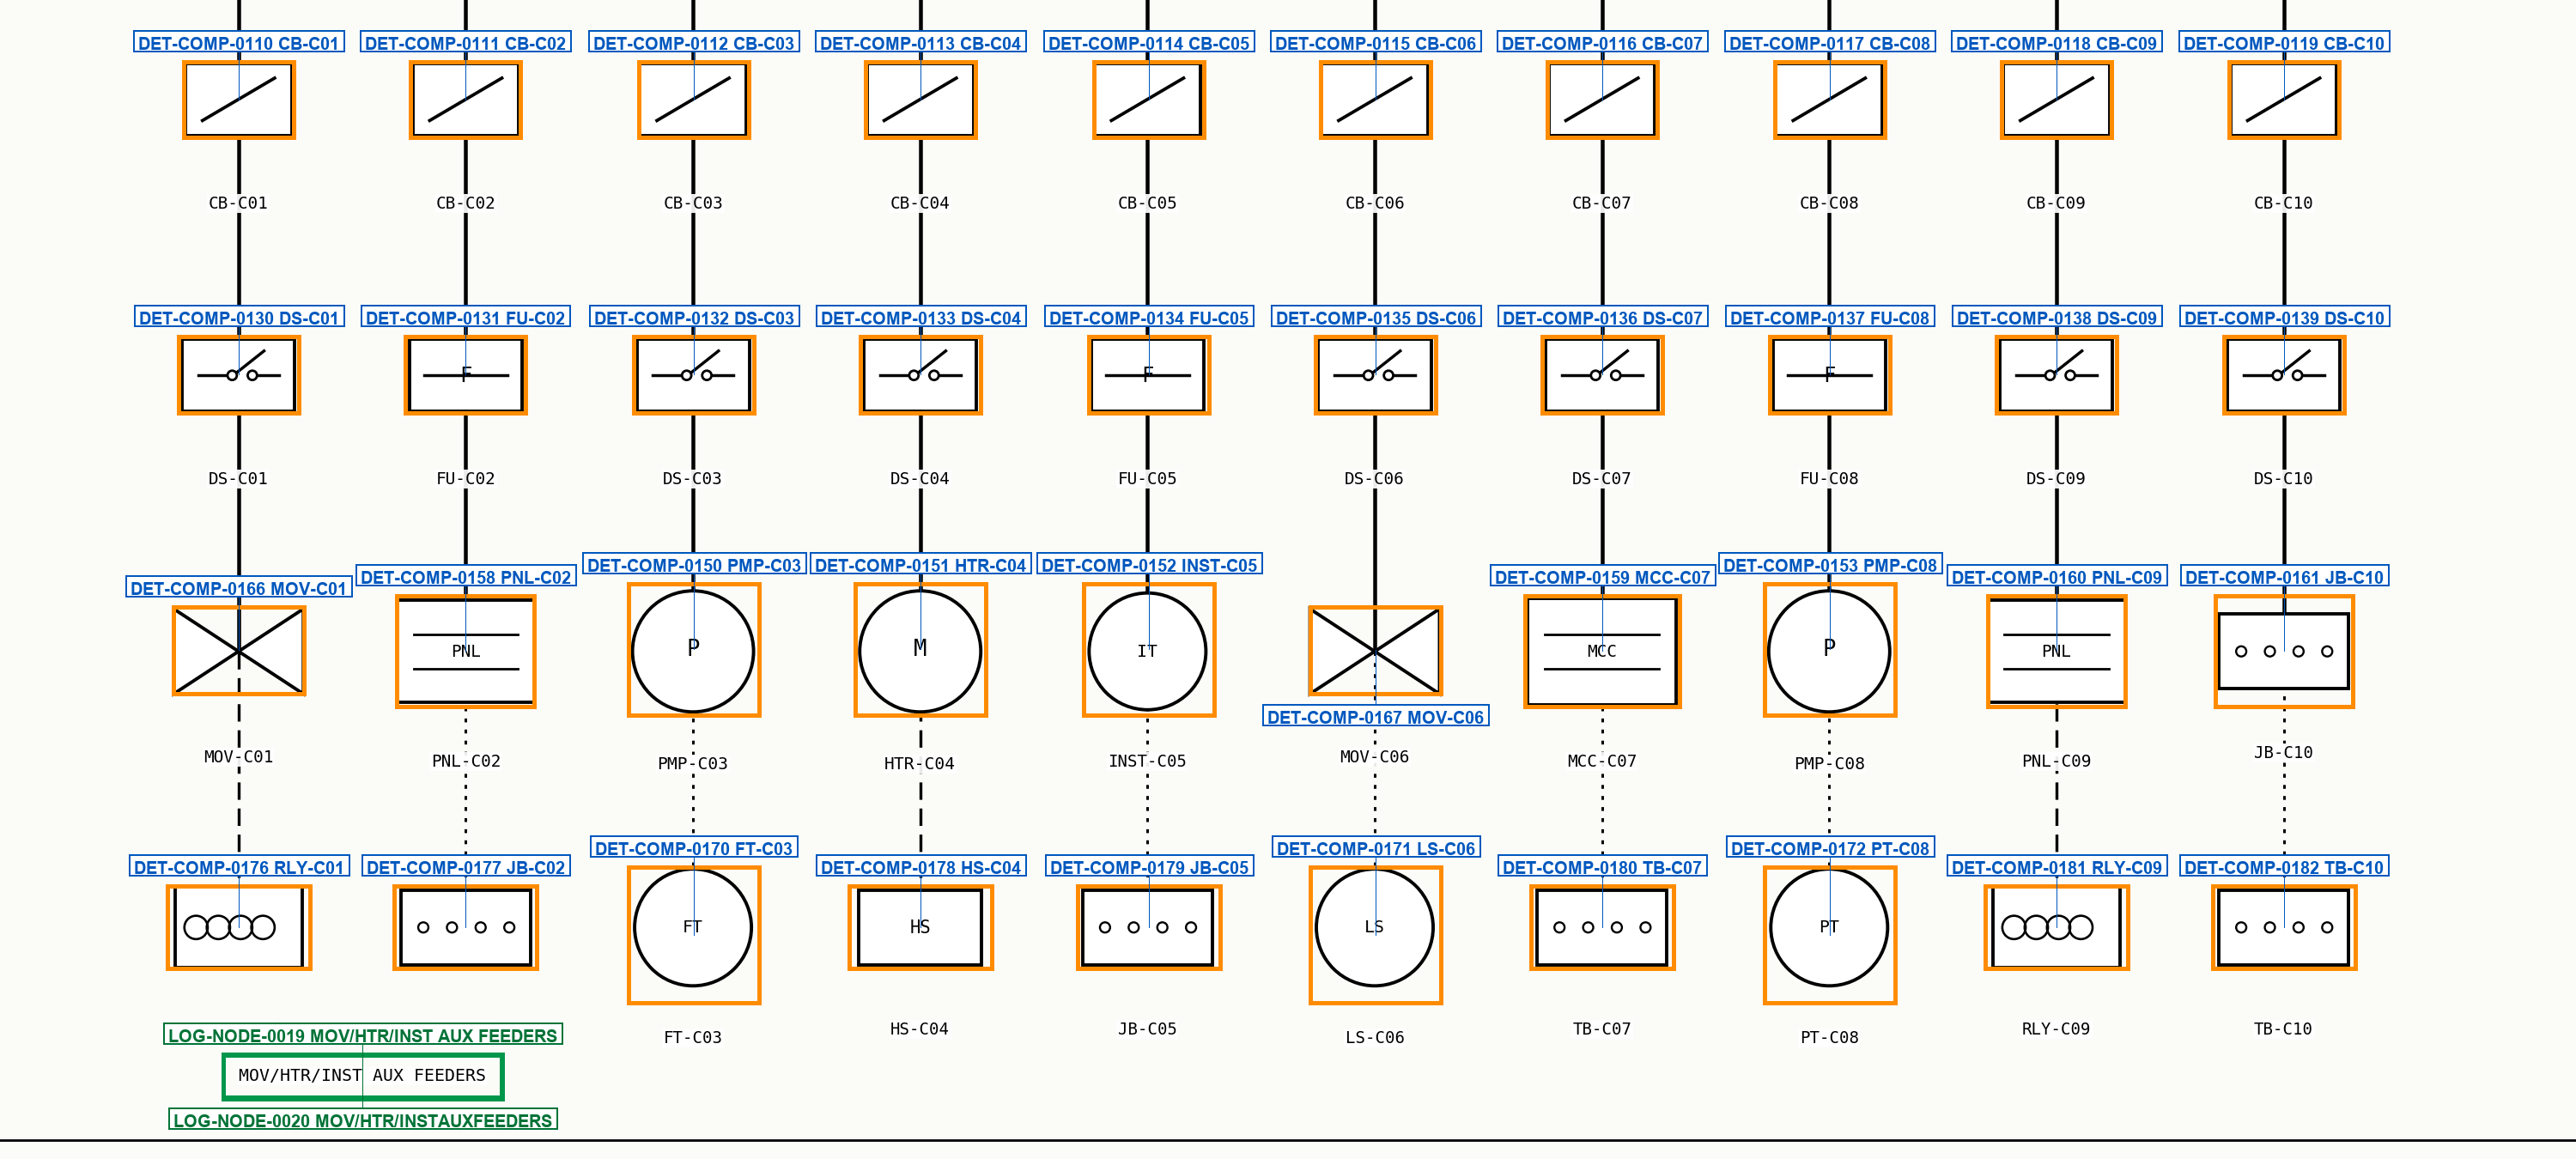 DET-COMP-0110 CB-C01 DET-COMP-0111 CB-C02 DET-COMP-0112 CB-C03 DET-COMP-0113 CB-C04 DET-COMP-0114 CB-C05 DET-COMP-0115 CB-C06 DET-COMP-0116 CB-C07 DET-COMP-0117 CB-C08 DET-COMP-0118 CB-C09 DET-COMP-0119 CB-C10
CB-C01 CB-C02 CB-C03 CB-C04 CB-C05 CB-C06 CB-C07 CB-C08 CB-C09 CB-C10
DET-COMP-0130 DS-C01 DET-COMP-0131 FU-C02 DET-COMP-0132 DS-C03 DET-COMP-0133 DS-C04 DET-COMP-0134 FU-C05 DET-COMP-0135 DS-C06 DET-COMP-0136 DS-C07 DET-COMP-0137 FU-C08 DET-COMP-0138 DS-C09 DET-COMP-0139 DS-C10
F F F
DS-C01 FU-C02 DS-C03 DS-C04 FU-C05 DS-C06 DS-C07 FU-C08 DS-C09 DS-C10
DET-COMP-0150 PMP-C03 DET-COMP-0151 HTR-C04 DET-COMP-0152 INST-C05 DET-COMP-0153 PMP-C08
DET-COMP-0158 PNL-C02 DET-COMP-0159 MCC-C07 DET-COMP-0160 PNL-C09 DET-COMP-0161 JB-C10
DET-COMP-0166 MOV-C01
PNL P M IT MCC P PNL
DET-COMP-0167 MOV-C06
MOV-C01 PNL-C02 PMP-C03 HTR-C04 INST-C05 MOV-C06 MCC-C07 PMP-C08 PNL-C09 JB-C10
DET-COMP-0170 FT-C03 DET-COMP-0171 LS-C06 DET-COMP-0172 PT-C08
DET-COMP-0176 RLY-C01 DET-COMP-0177 JB-C02 DET-COMP-0178 HS-C04 DET-COMP-0179 JB-C05 DET-COMP-0180 TB-C07 DET-COMP-0181 RLY-C09 DET-COMP-0182 TB-C10
FT HS LS PT
FT-C03 HS-C04 JB-C05 LS-C06 TB-C07 PT-C08 RLY-C09 TB-C10
LOG-NODE-0019 MOV/HTR/INST AUX FEEDERS
MOV/HTR/INST AUX FEEDERS
LOG-NODE-0020 MOV/HTR/INSTAUXFEEDERS